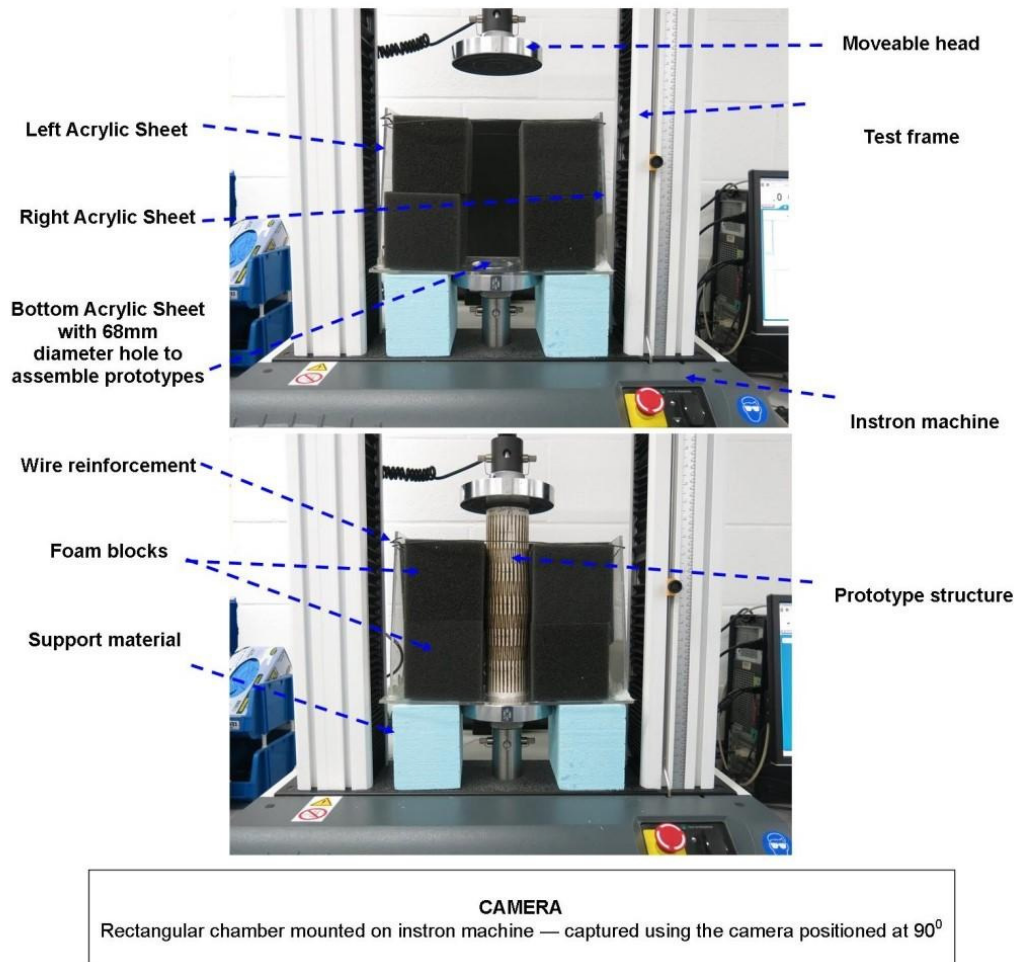 Moveable head
Left Acrylic Sheet
Test frame
Right Acrylic Sheet
Bottom Acrylic Sheet
with 68mm
diameter hole to
assemble prototypes
Instron machine
Wire reinforcement
Foam blocks
Prototype structure
Support material
CAMERA
Rectangular chamber mounted on instron machine — captured using the camera positioned at 90⁰